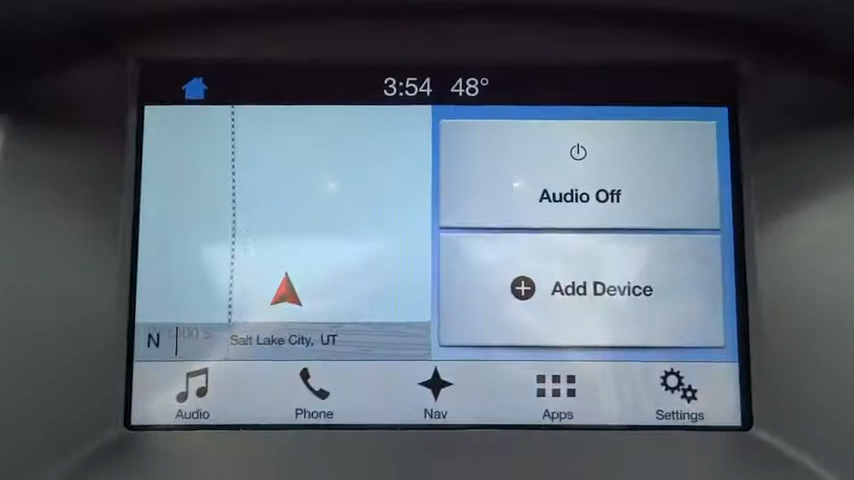 3:54 48°
Audio Off
Add Device
N
Salt Lake City, UT
Audio Phone Nav Apps Settings